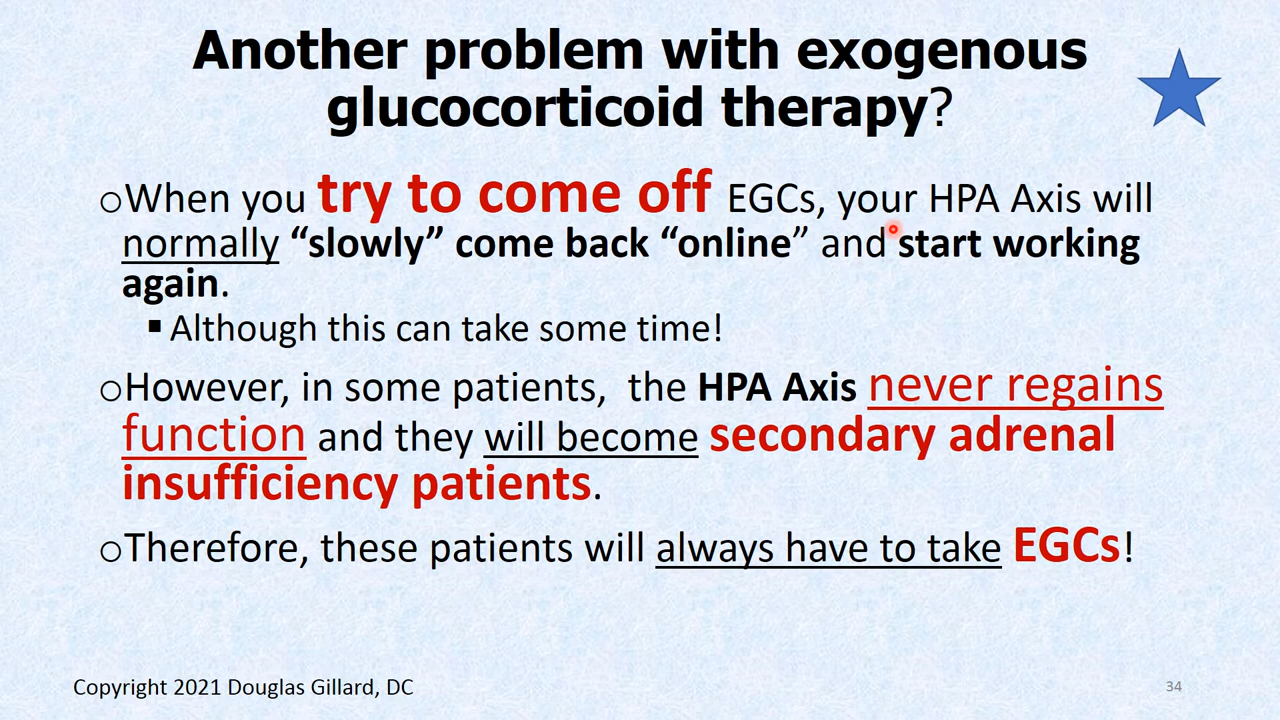 Another problem with exogenous
glucocorticoid therapy?
○When you try to come off EGCs, your HPA Axis will
normally “slowly” come back “online” and start working
again.
▪ Although this can take some time!
○However, in some patients,  the HPA Axis never regains
function and they will become secondary adrenal
insufficiency patients.
○Therefore, these patients will always have to take EGCs!
Copyright 2021 Douglas Gillard, DC
34